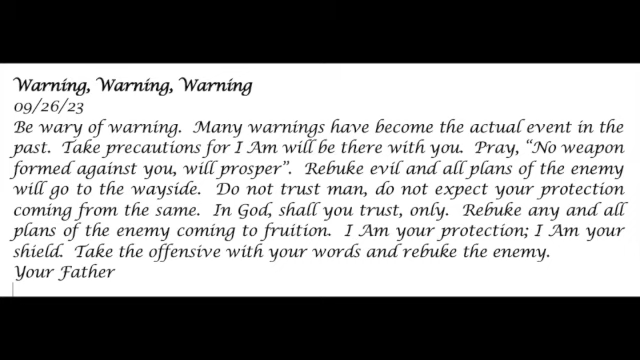 Warning, Warning, Warning
09/26/23
Be wary of warning. Many warnings have become the actual event in the
past. Take precautions for I Am will be there with you. Pray, “No weapon
formed against you, will prosper”. Rebuke evil and all plans of the enemy
will go to the wayside. Do not trust man, do not expect your protection
coming from the same. In God, shall you trust, only. Rebuke any and all
plans of the enemy coming to fruition. I Am your protection; I Am your
shield. Take the offensive with your words and rebuke the enemy.
Your Father